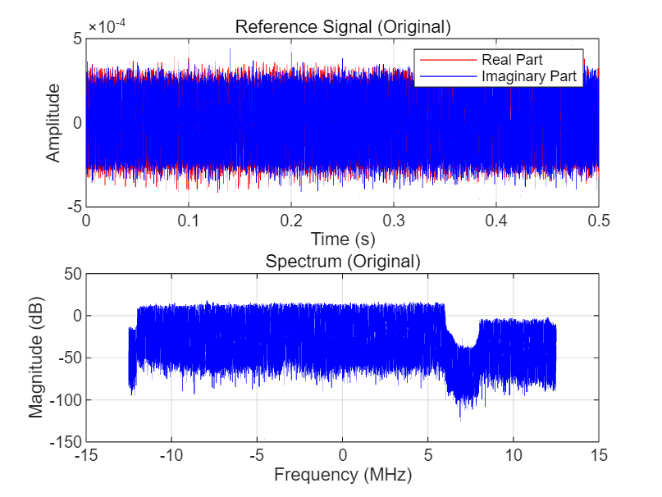 Reference Signal (Original)
×10⁻⁴
5
0
-5
Amplitude
Real Part
Imaginary Part
0 0.1 0.2 0.3 0.4 0.5
Time (s)
Spectrum (Original)
50
0
-50
-100
-150
Magnitude (dB)
-15 -10 -5 0 5 10 15
Frequency (MHz)